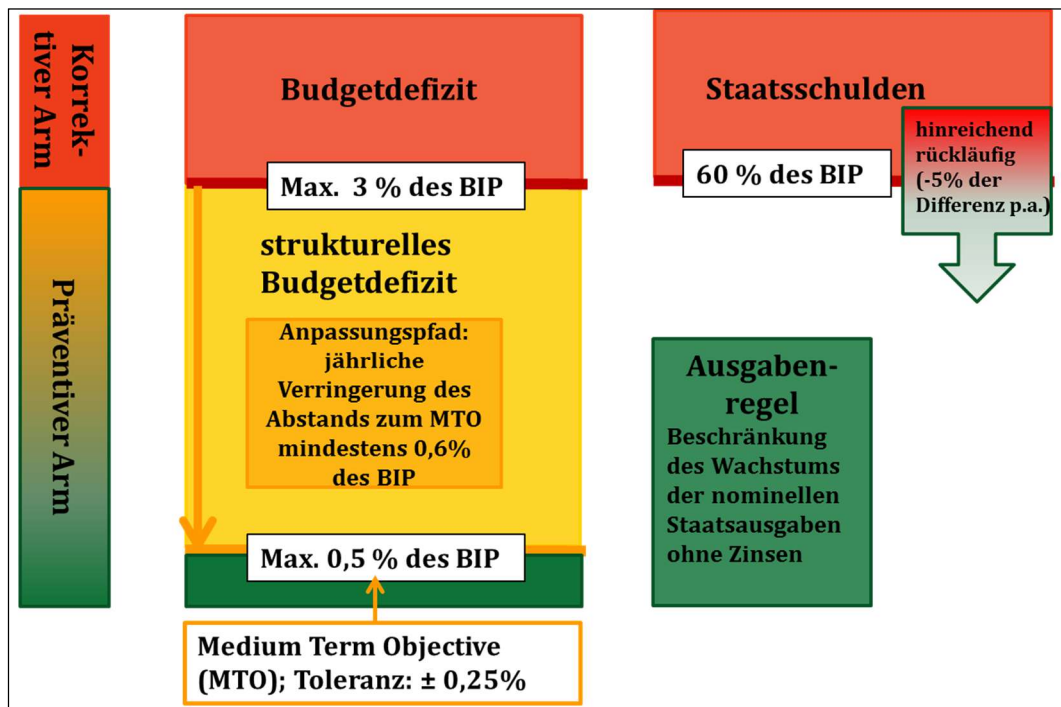 Korrek-
tiver Arm
Präventiver Arm
Budgetdefizit
Max. 3 % des BIP
strukturelles
Budgetdefizit
Anpassungspfad:
jährliche
Verringerung des
Abstands zum MTO
mindestens 0,6%
des BIP
Max. 0,5 % des BIP
Medium Term Objective
(MTO); Toleranz: ± 0,25%
Staatsschulden
60 % des BIP
hinreichend
rückläufig
(-5% der
Differenz p.a.)
Ausgaben-
regel
Beschränkung
des Wachstums
der nominellen
Staatsausgaben
ohne Zinsen